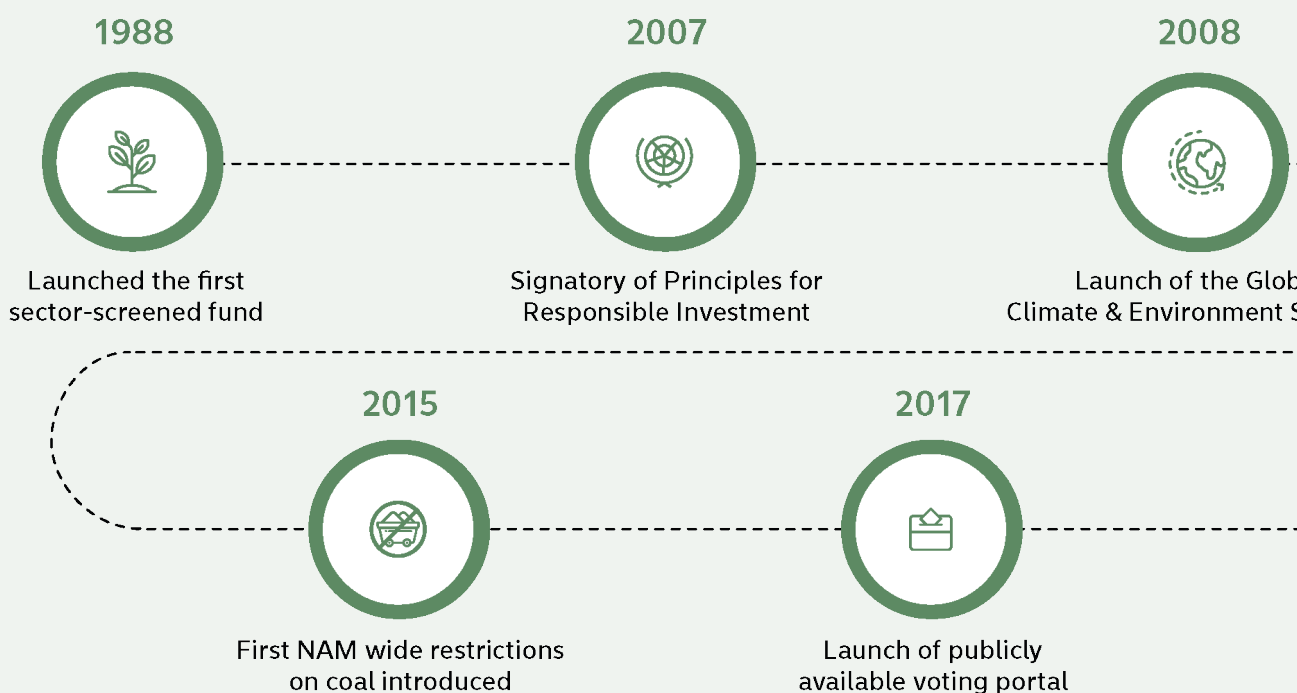 1988
Launched the first
sector-screened fund
2007
Signatory of Principles for
Responsible Investment
2008
Launch of the
Climate & Environment
2015
First NAM wide restrictions
on coal introduced
2017
Launch of publicly
available voting portal